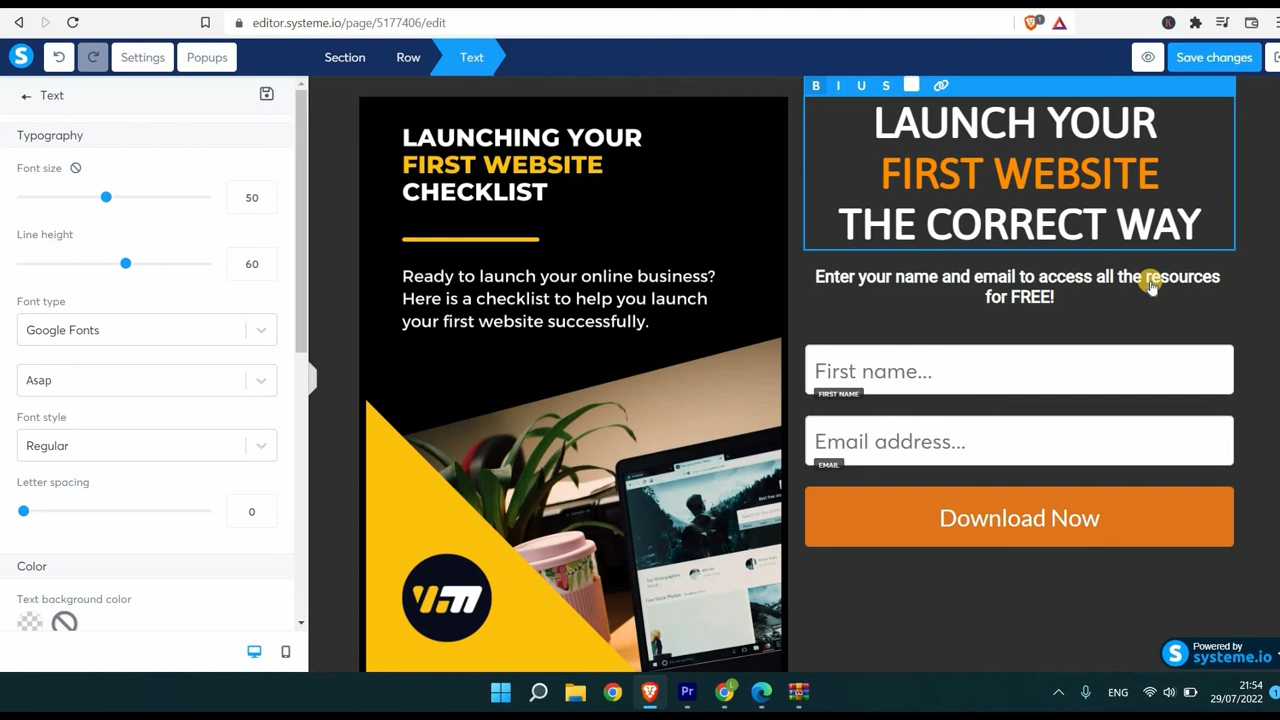 editor.systeme.io/page/5177406/edit
1
K
S
Settings
Popups
Section
Row
Text
Save changes
Text
Typography
Font size
50
Line height
60
Font type
Google Fonts
Asap
Font style
Regular
Letter spacing
0
Color
Text background color
LAUNCHING YOUR
FIRST WEBSITE
CHECKLIST
Ready to launch your online business?
Here is a checklist to help you launch
your first website successfully.
B I U S
LAUNCH YOUR
FIRST WEBSITE
THE CORRECT WAY
Enter your name and email to access all the resources
for FREE!
First name...
FIRST NAME
Email address...
EMAIL
Download Now
S
Powered by
systeme.io
Pr
L
ENG
21:54
29/07/2022
1